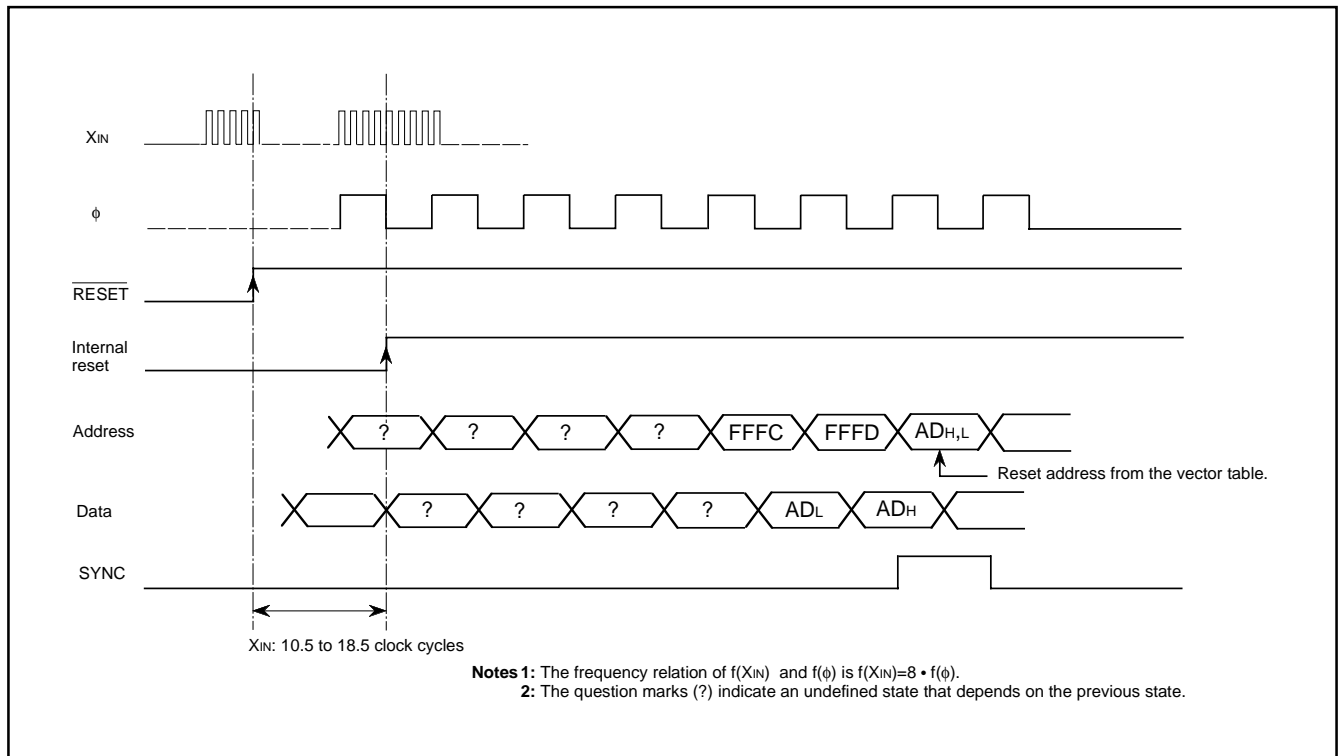 XIN
ϕ
RESET
Internal
reset
Address
? ? ? ? FFFC FFFD ADH,L
Reset address from the vector table.
Data
? ? ? ? ADL ADH
SYNC
XIN: 10.5 to 18.5 clock cycles
Notes 1: The frequency relation of f(XIN) and f(ϕ) is f(XIN)=8 • f(ϕ).
2: The question marks (?) indicate an undefined state that depends on the previous state.